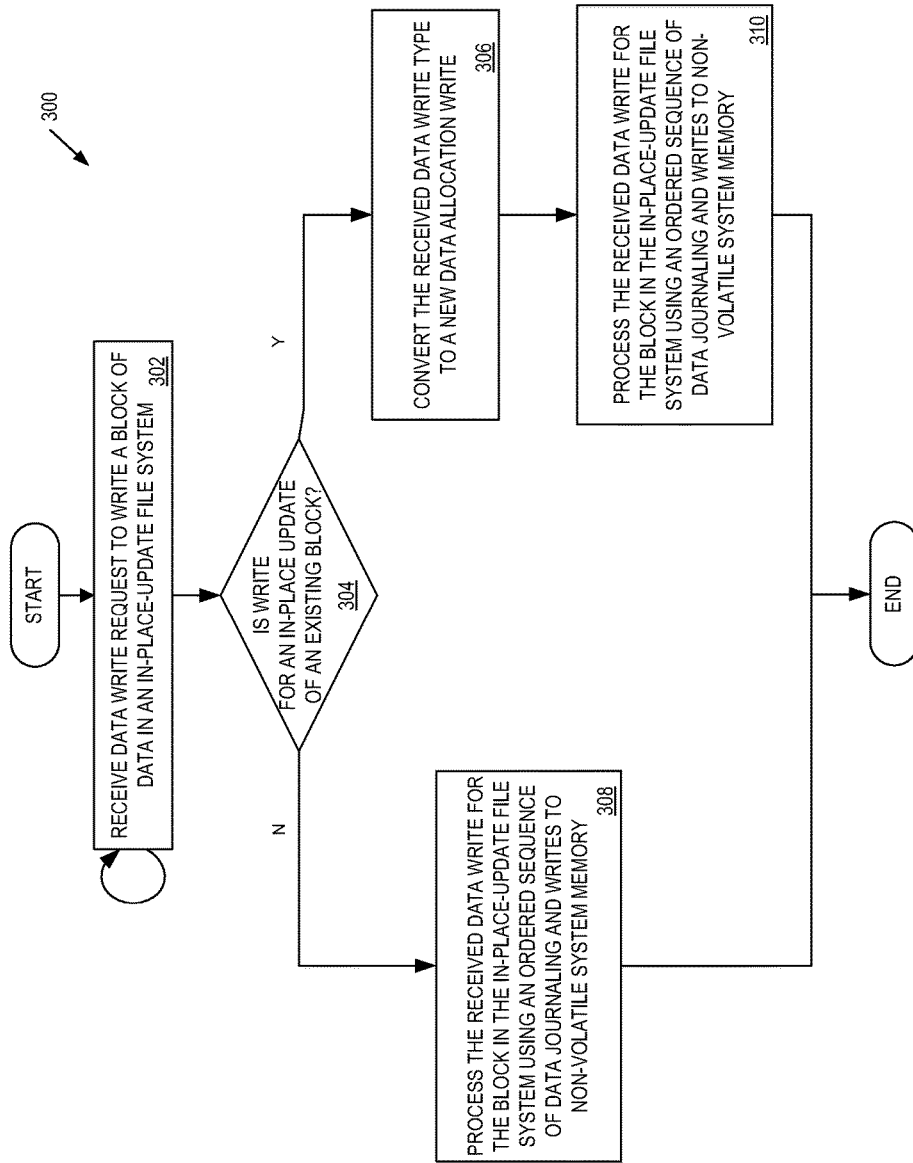 300
START
RECEIVE DATA WRITE REQUEST TO WRITE A BLOCK OF
DATA IN AN IN-PLACE-UPDATE FILE SYSTEM
302
IS WRITE
FOR AN IN-PLACE UPDATE
OF AN EXISTING BLOCK?
304
N
Y
CONVERT THE RECEIVED DATA WRITE TYPE
TO A NEW DATA ALLOCATION WRITE
306
PROCESS THE RECEIVED DATA WRITE FOR
THE BLOCK IN THE IN-PLACE-UPDATE FILE
SYSTEM USING AN ORDERED SEQUENCE
OF DATA JOURNALING AND WRITES TO
NON-VOLATILE SYSTEM MEMORY
308
PROCESS THE RECEIVED DATA WRITE FOR
THE BLOCK IN THE IN-PLACE-UPDATE FILE
SYSTEM USING AN ORDERED SEQUENCE OF
DATA JOURNALING AND WRITES TO NON-
VOLATILE SYSTEM MEMORY
310
END